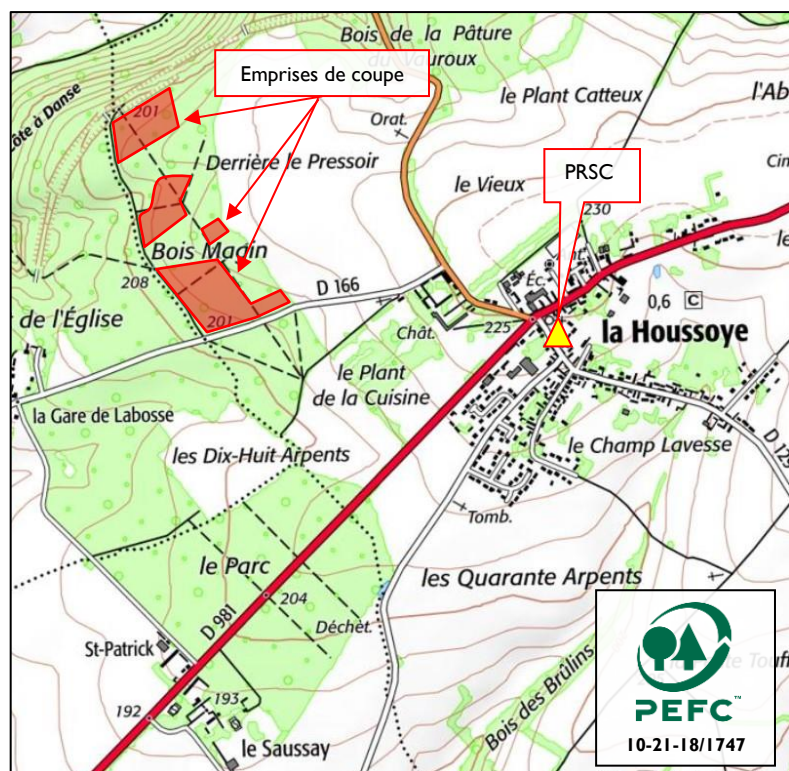 Bois de la Pâture
du Vauroux
Emprises de coupe
le Plant Catteux
l'Ab
Côte à Danse
201
Orat.
Derrière le Pressoir
le Vieux
PRSC
Cim
230
le
Bois Magin
208
D 166
Éc.
0,6 C
de l'Église
201
Chât.
225
la Houssoye
le Plant
de la Cuisine
la Gare de Labosse
les Dix-Huit Arpents
le Champ Lavesse
D 129
Tomb.
le Parc
204
les Quarante Arpents
D 981
Déchèt.
St-Patrick
193
192
le Saussay
Bois des Brûlins
PEFC™
10-21-18/1747